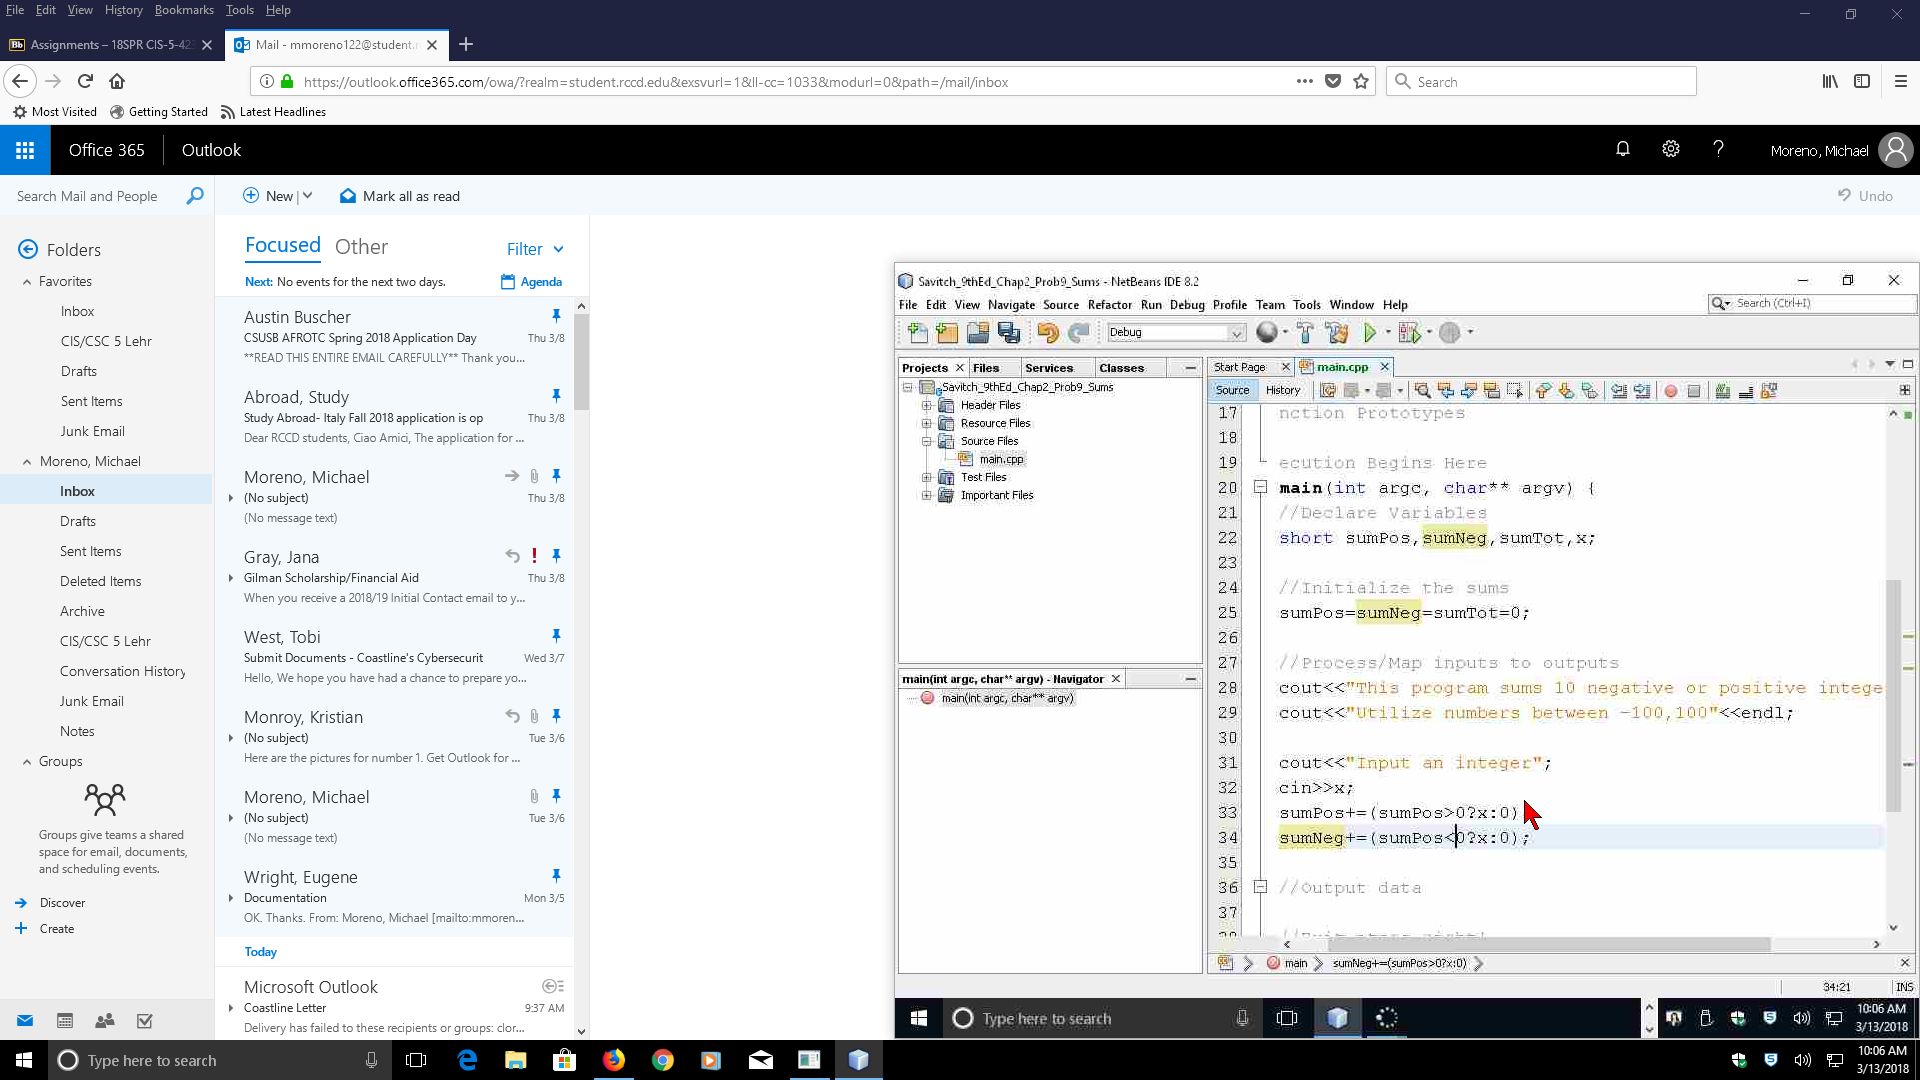 File Edit View History Bookmarks Tools Help
Assignments – 18SPR CIS-5-42
Mail - mmoreno122@student.
https://outlook.office365.com/owa/?realm=student.rccd.edu&exsvurl=1&ll-cc=1033&modurl=0&path=/mail/inbox
Search
Most Visited Getting Started Latest Headlines
Office 365 Outlook
Moreno, Michael
Search Mail and People
New
Mark all as read
Undo
Folders
Favorites
Inbox
CIS/CSC 5 Lehr
Drafts
Sent Items
Junk Email
Moreno, Michael
Inbox
Drafts
Sent Items
Deleted Items
Archive
CIS/CSC 5 Lehr
Conversation History
Junk Email
Notes
Groups
Groups give teams a shared
space for email, documents,
and scheduling events.
Discover
Create
Focused Other Filter
Next: No events for the next two days. Agenda
Austin Buscher
CSUSB AFROTC Spring 2018 Application Day Thu 3/8
**READ THIS ENTIRE EMAIL CAREFULLY** Thank you...
Abroad, Study
Study Abroad- Italy Fall 2018 application is op Thu 3/8
Dear RCCD students, Ciao Amici, The application for ...
Moreno, Michael
(No subject) Thu 3/8
(No message text)
Gray, Jana
Gilman Scholarship/Financial Aid Thu 3/8
When you receive a 2018/19 Initial Contact email to y...
West, Tobi
Submit Documents - Coastline's Cybersecurit Wed 3/7
Hello, We hope you have had a chance to prepare yo...
Monroy, Kristian
(No subject) Tue 3/6
Here are the pictures for number 1. Get Outlook for ...
Moreno, Michael
(No subject) Tue 3/6
(No message text)
Wright, Eugene
Documentation Mon 3/5
OK. Thanks. From: Moreno, Michael [mailto:mmoren...
Today
Microsoft Outlook
Coastline Letter 9:37 AM
Delivery has failed to these recipients or groups: clor...
Savitch_9thEd_Chap2_Prob9_Sums - NetBeans IDE 8.2
File Edit View Navigate Source Refactor Run Debug Profile Team Tools Window Help
Search (Ctrl+I)
Debug
Projects Files Services Classes
Savitch_9thEd_Chap2_Prob9_Sums
Header Files
Resource Files
Source Files
main.cpp
Test Files
Important Files
main(int argc, char** argv) - Navigator
main(int argc, char** argv)
Start Page main.cpp
Source History
17 nction Prototypes
18
19 ecution Begins Here
20 main(int argc, char** argv) {
21 //Declare Variables
22 short sumPos,sumNeg,sumTot,x;
23
24 //Initialize the sums
25 sumPos=sumNeg=sumTot=0;
26
27 //Process/Map inputs to outputs
28 cout<<"This program sums 10 negative or positive intege
29 cout<<"Utilize numbers between -100,100"<<endl;
30
31 cout<<"Input an integer";
32 cin>>x;
33 sumPos+=(sumPos>0?x:0)
34 sumNeg+=(sumPos<0?x:0);
35
36 //Output data
37
main sumNeg+=(sumPos>0?x:0)
34:21 INS
Type here to search
10:06 AM
3/13/2018
Type here to search
10:06 AM
3/13/2018